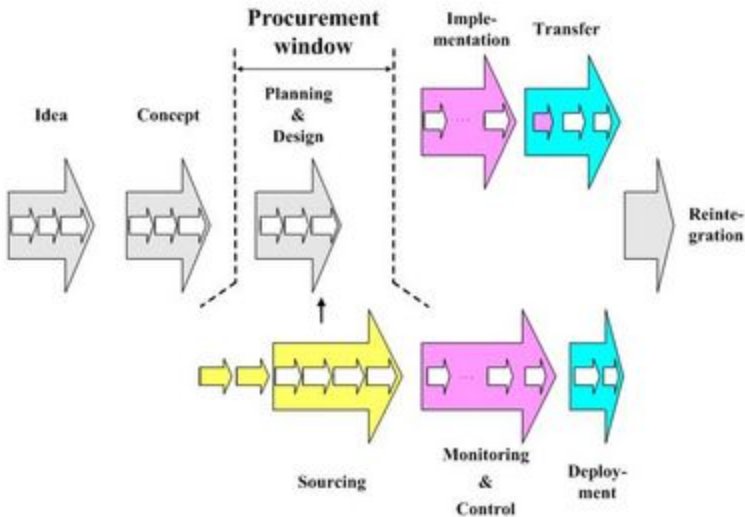 Procurement
window
Imple-
mentation
Transfer
Idea
Concept
Planning
&
Design
Reinte-
gration
Sourcing
Monitoring
&
Control
Deploy-
ment